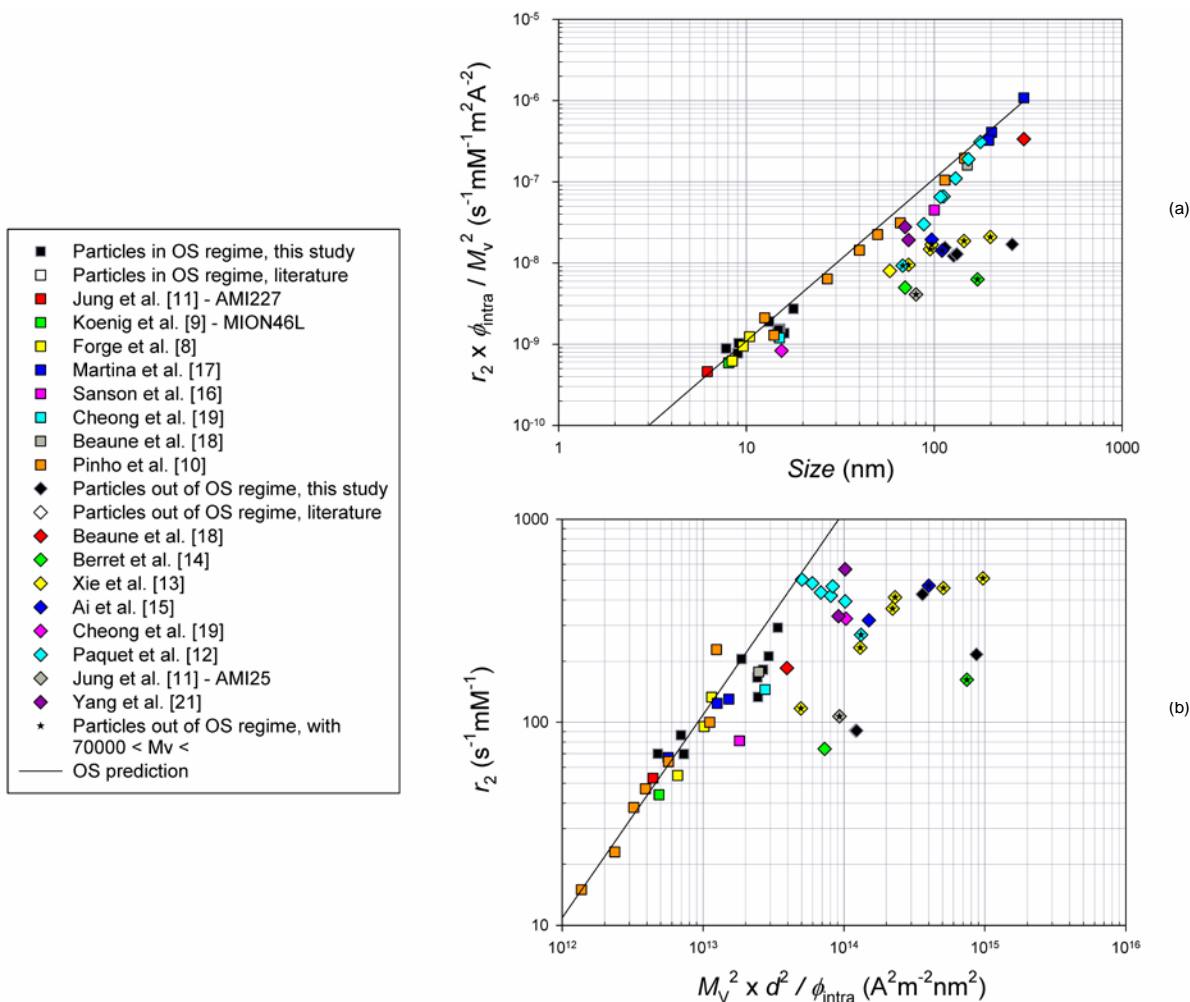 10⁻⁵
10⁻⁶
10⁻⁷
10⁻⁸
10⁻⁹
10⁻¹⁰
r₂ x ϕintra / Mv² (s⁻¹mM⁻¹m²A⁻²)
1 10 100 1000
Size (nm)
(a)
Particles in OS regime, this study
Particles in OS regime, literature
Jung et al. [11] - AMI227
Koenig et al. [9] - MION46L
Forge et al. [8]
Martina et al. [17]
Sanson et al. [16]
Cheong et al. [19]
Beaune et al. [18]
Pinho et al. [10]
Particles out of OS regime, this study
Particles out of OS regime, literature
Beaune et al. [18]
Berret et al. [14]
Xie et al. [13]
Ai et al. [15]
Cheong et al. [19]
Paquet et al. [12]
Jung et al. [11] - AMI25
Yang et al. [21]
Particles out of OS regime, with
70000 < Mv <
OS prediction
1000
100
10
r₂ (s⁻¹mM⁻¹)
10¹² 10¹³ 10¹⁴ 10¹⁵ 10¹⁶
Mv² x d² / ϕintra (A²m⁻²nm²)
(b)